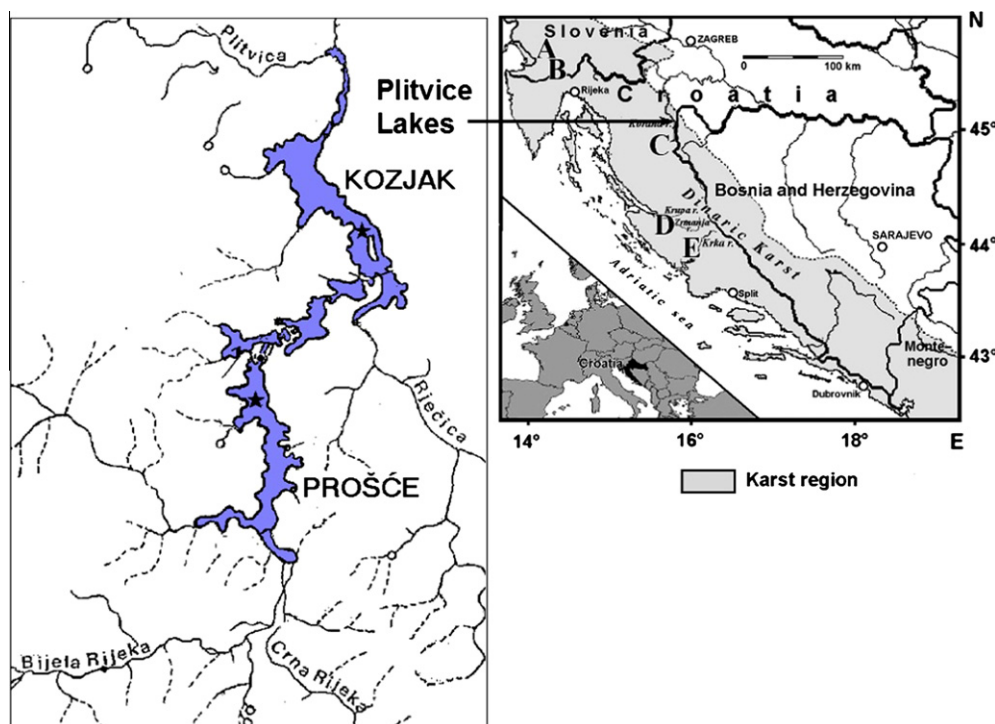 Plitvica
Plitvice
Lakes
KOZJAK
Rječica
PROŠĆE
Bijela Rijeka
Crna Rijeka
N
Slovenia
ZAGREB
A
B
0 100 km
Rijeka
Croatia
Korana r.
45°
C
Bosnia and Herzegovina
Dinaric Karst
Krupa r.
D
Zrmanja
r.
E
Krka r.
SARAJEVO
44°
Adriatic sea
Split
Croatia
Monte-
negro
43°
Dubrovnik
14° 16° 18° E
Karst region